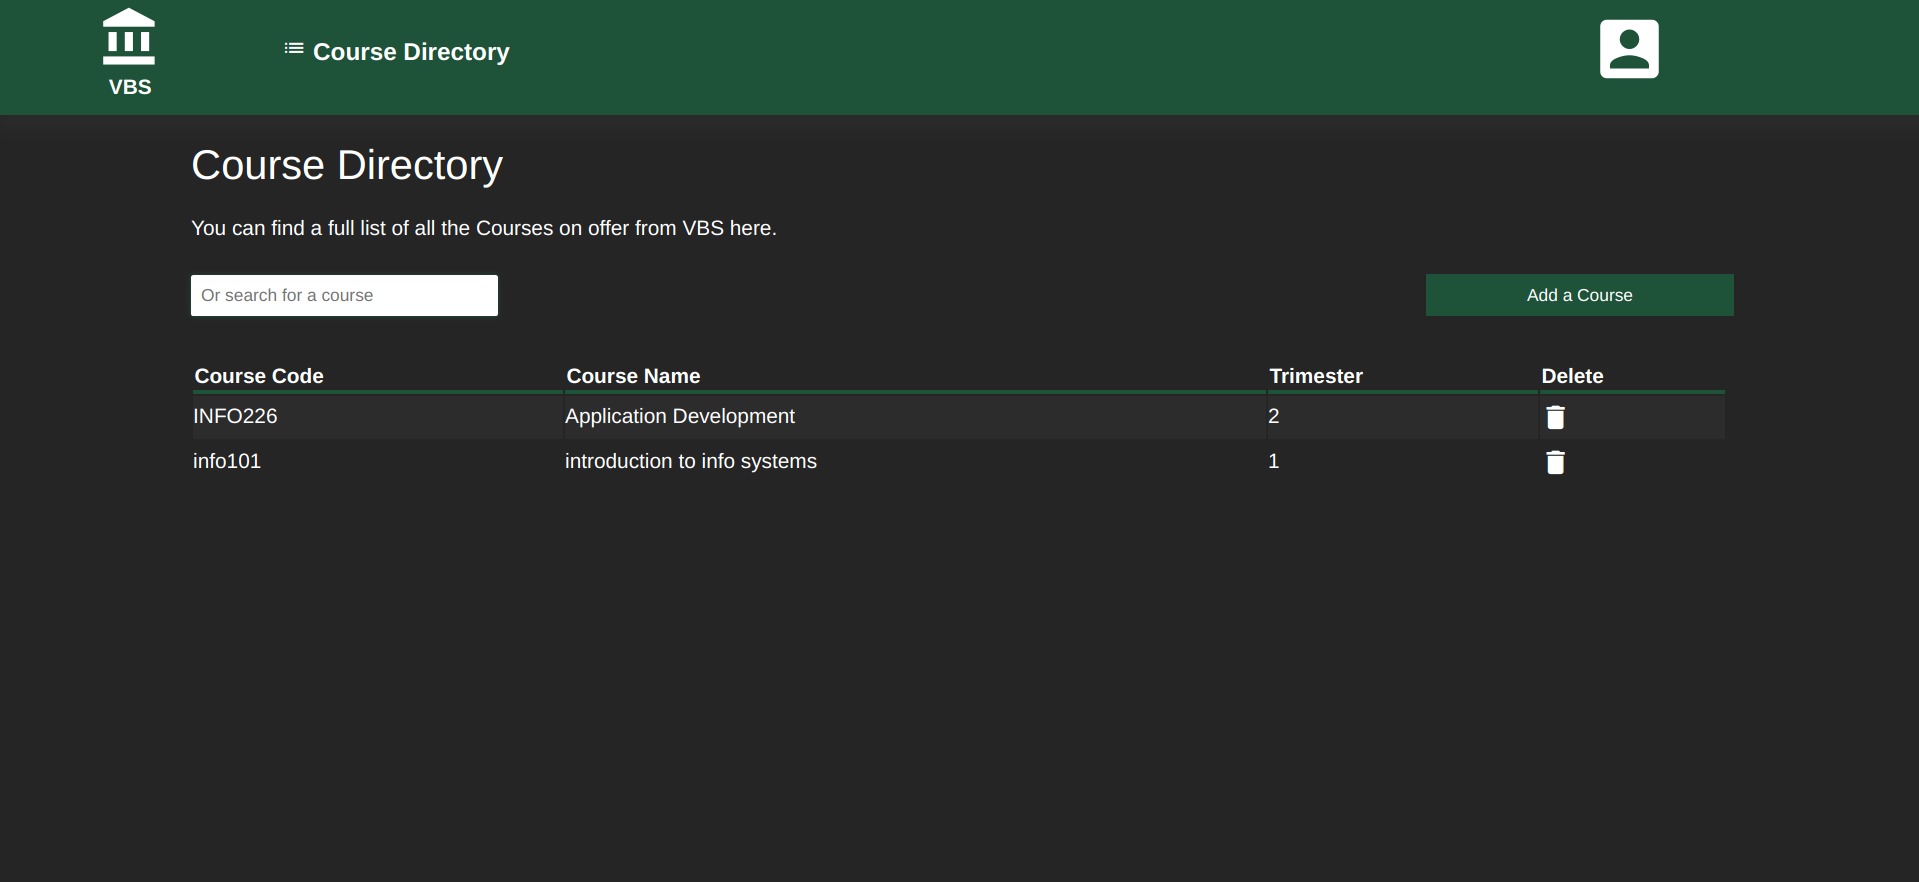 VBS
Course Directory
Course Directory
You can find a full list of all the Courses on offer from VBS here.
Or search for a course
Add a Course
Course Code Course Name Trimester Delete
INFO226 Application Development 2
info101 introduction to info systems 1